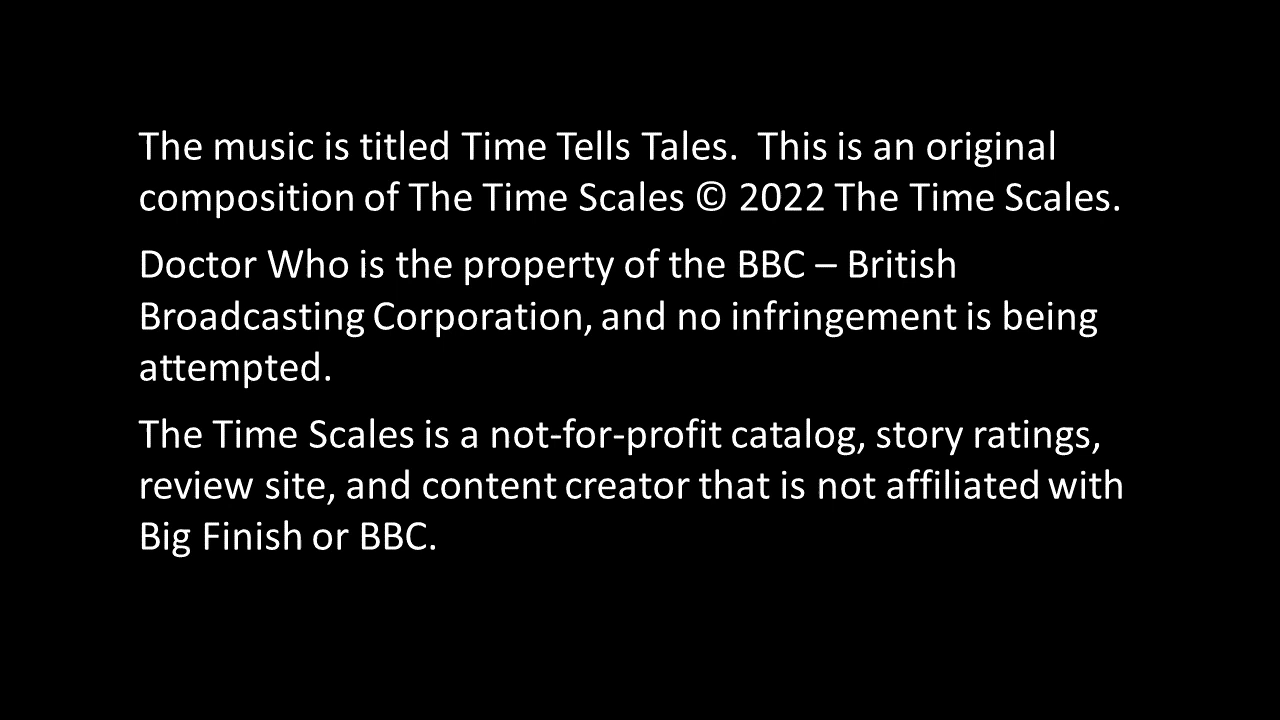 The music is titled Time Tells Tales.  This is an original
composition of The Time Scales © 2022 The Time Scales.
Doctor Who is the property of the BBC – British
Broadcasting Corporation, and no infringement is being
attempted.
The Time Scales is a not-for-profit catalog, story ratings,
review site, and content creator that is not affiliated with
Big Finish or BBC.